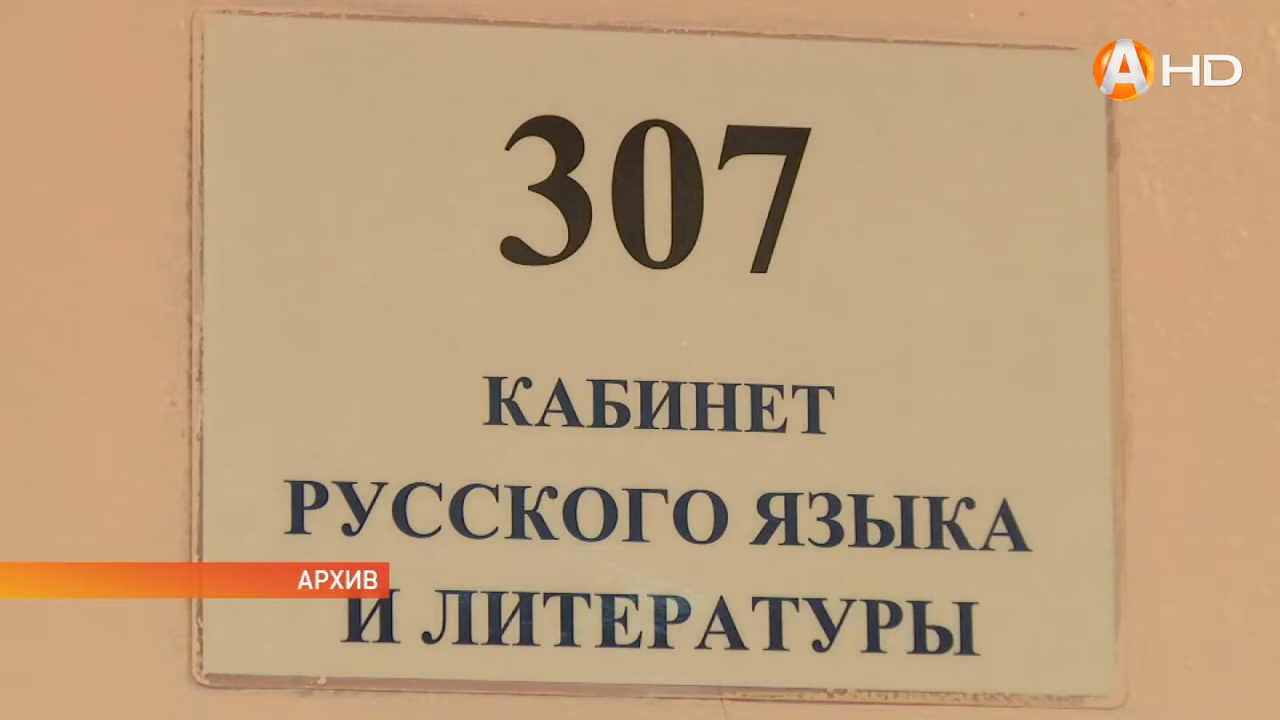 А HD
307
КАБИНЕТ
РУССКОГО ЯЗЫКА
АРХИВ
И ЛИТЕРАТУРЫ